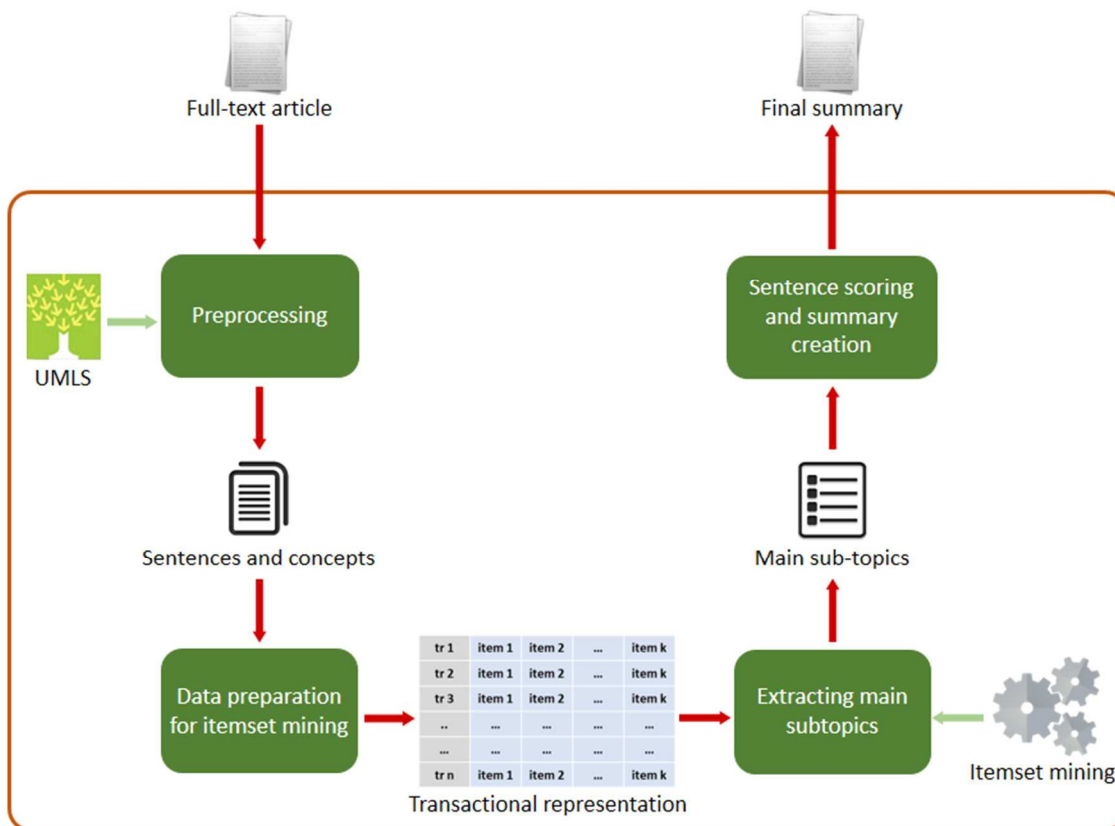 Full-text article
Final summary
UMLS
Preprocessing
Sentence scoring
and summary
creation
Sentences and concepts
Main sub-topics
Data preparation
for itemset mining
tr 1 item 1 item 2 ... item k
tr 2 item 1 item 2 ... item k
tr 3 item 1 item 2 ... item k
.. ... ... ... ...
... ... ... ... ...
tr n item 1 item 2 ... item k
Transactional representation
Extracting main
subtopics
Itemset mining